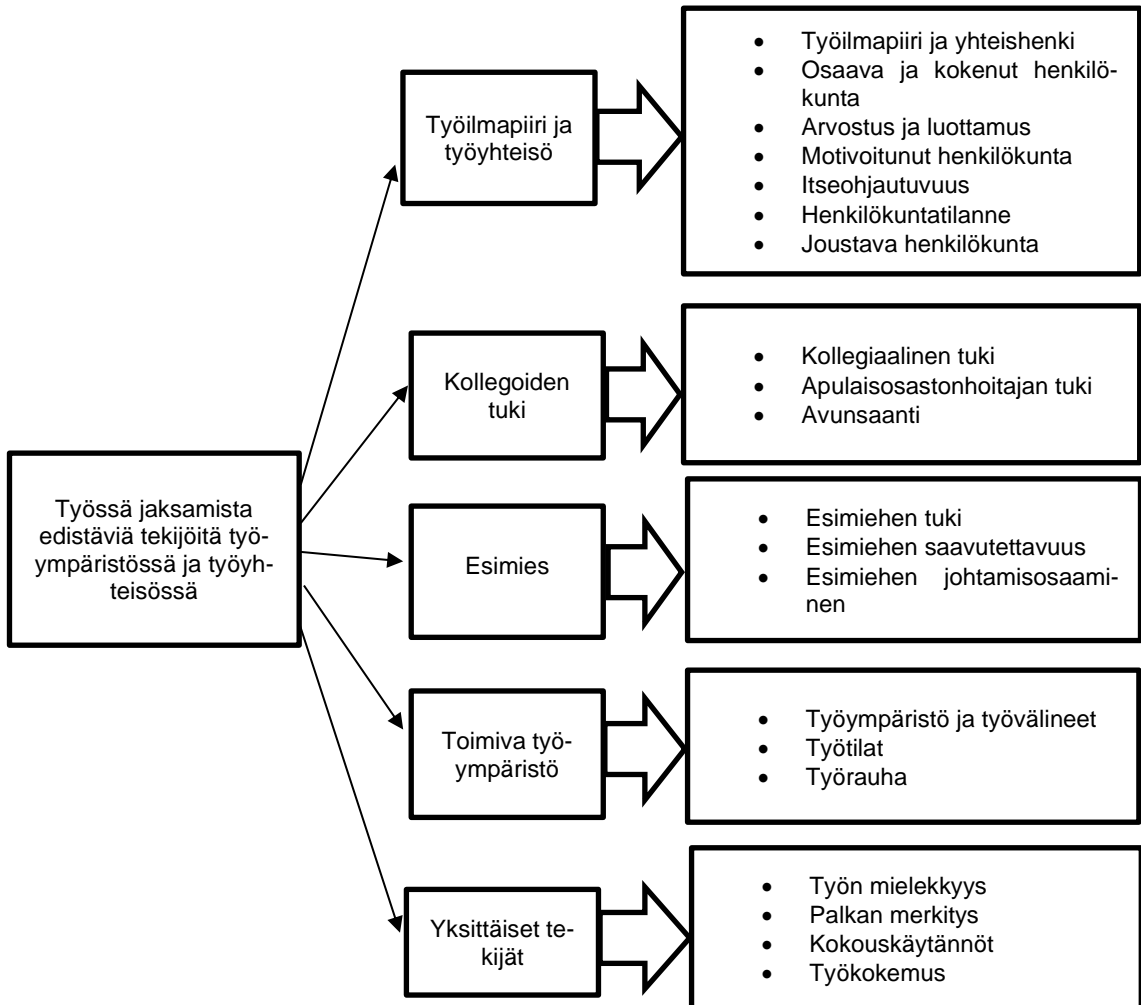 Työssä jaksamista
edistäviä tekijöitä työ-
ympäristössä ja työyh-
teisössä
Työilmapiiri ja
työyhteisö
• Työilmapiiri ja yhteishenki
• Osaava ja kokenut henkilö-
kunta
• Arvostus ja luottamus
• Motivoitunut henkilökunta
• Itseohjautuvuus
• Henkilökuntatilanne
• Joustava henkilökunta
Kollegoiden
tuki
• Kollegiaalinen tuki
• Apulaisosastonhoitajan tuki
• Avunsaanti
Esimies
• Esimiehen tuki
• Esimiehen saavutettavuus
• Esimiehen johtamisosaami-
nen
Toimiva työ-
ympäristö
• Työympäristö ja työvälineet
• Työtilat
• Työrauha
Yksittäiset te-
kijät
• Työn mielekkyys
• Palkan merkitys
• Kokouskäytännöt
• Työkokemus